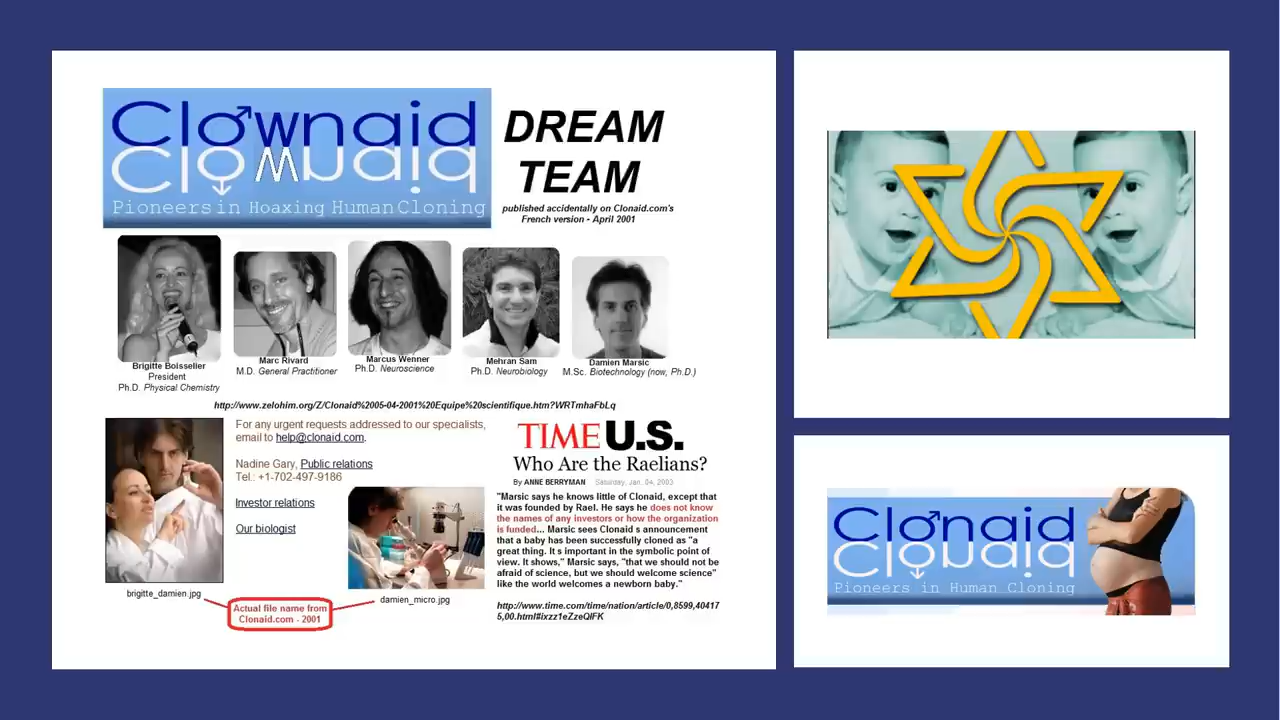 Clownaid
Clownaid
Pioneers in Hoaxing Human Cloning
DREAM
TEAM
published accidentally on Clonaid.com's
French version - April 2001
Brigitte Boisselier
President
Ph.D. Physical Chemistry
Marc Rivard
M.D. General Practitioner
Marcus Wenner
Ph.D. Neuroscience
Mehran Sam
Ph.D. Neurobiology
Damien Marsic
M.Sc. Biotechnology (now, Ph.D.)
http://www.zelohim.org/Z/Clonaid%2005-04-2001%20Equipe%20scientifique.htm?WRTmhaFbLq
For any urgent requests addressed to our specialists,
email to help@clonaid.com.
Nadine Gary, Public relations
Tel.: +1-702-497-9186
Investor relations
Our biologist
brigitte_damien.jpg
damien_micro.jpg
Actual file name from
Clonaid.com - 2001
TIME U.S.
Who Are the Raelians?
By ANNE BERRYMAN Saturday, Jan. 04, 2003
"Marsic says he knows little of Clonaid, except that
it was founded by Rael. He says he does not know
the names of any investors or how the organization
is funded... Marsic sees Clonaid s announcement
that a baby has been successfully cloned as "a
great thing. It s important in the symbolic point of
view. It shows," Marsic says, "that we should not be
afraid of science, but we should welcome science"
like the world welcomes a newborn baby."
http://www.time.com/time/nation/article/0,8599,40417
5,00.html#ixzz1eZzeQIFK
Clonaid
Clonaid
Pioneers in Human Cloning